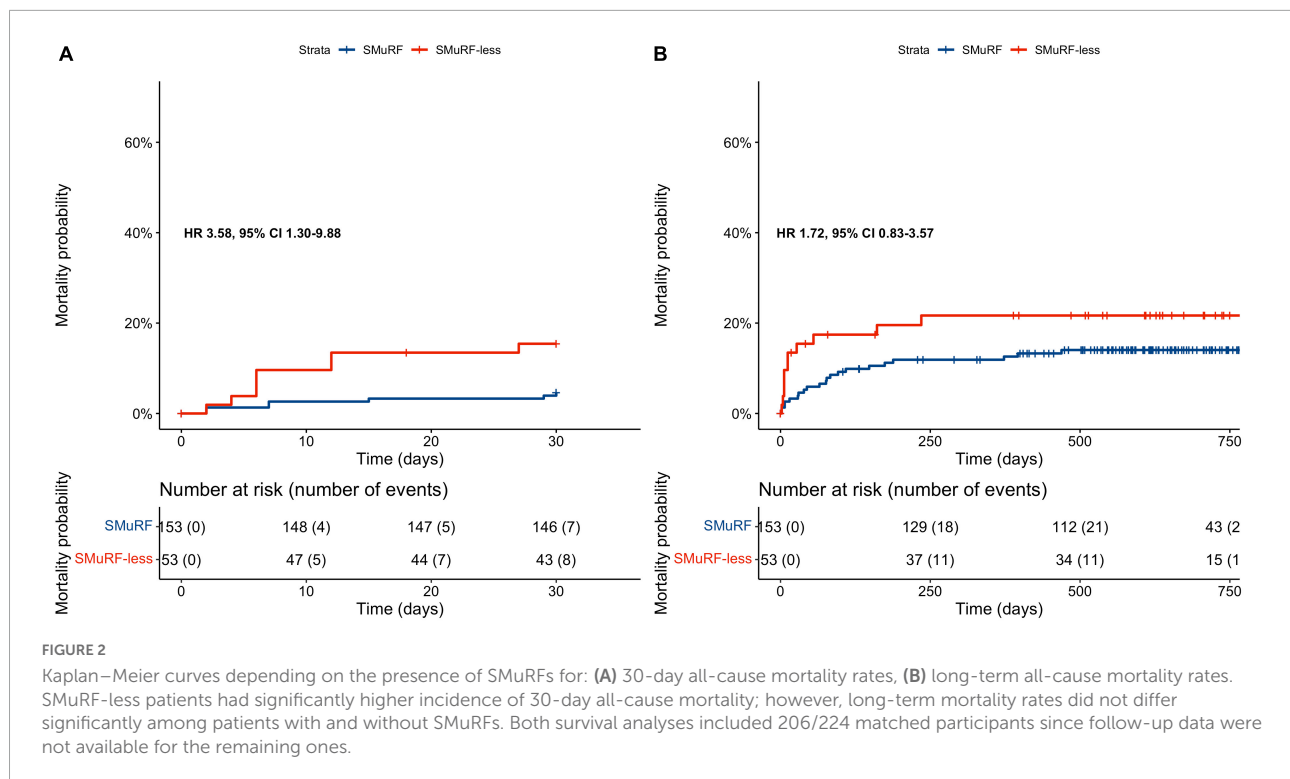 A
Strata SMuRF SMuRF-less
Mortality probability
60%
40%
20%
0%
HR 3.58, 95% CI 1.30-9.88
0 10 20 30
Time (days)
Number at risk (number of events)
Mortality probability
SMuRF 153 (0) 148 (4) 147 (5) 146 (7)
SMuRF-less 53 (0) 47 (5) 44 (7) 43 (8)
0 10 20 30
Time (days)
B
Strata SMuRF SMuRF-less
Mortality probability
60%
40%
20%
0%
HR 1.72, 95% CI 0.83-3.57
0 250 500 750
Time (days)
Number at risk (number of events)
Mortality probability
SMuRF 153 (0) 129 (18) 112 (21) 43 (2
SMuRF-less 53 (0) 37 (11) 34 (11) 15 (1
0 250 500 750
Time (days)
FIGURE 2
Kaplan–Meier curves depending on the presence of SMuRFs for: (A) 30-day all-cause mortality rates, (B) long-term all-cause mortality rates.
SMuRF-less patients had significantly higher incidence of 30-day all-cause mortality; however, long-term mortality rates did not differ
significantly among patients with and without SMuRFs. Both survival analyses included 206/224 matched participants since follow-up data were
not available for the remaining ones.